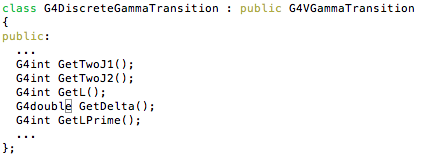 class G4DiscreteGammaTransition : public G4VGammaTransition
{
public:
  ...
  G4int GetTwoJ1();
  G4int GetTwoJ2();
  G4int GetL();
  G4double GetDelta();
  G4int GetLPrime();
  ...
};